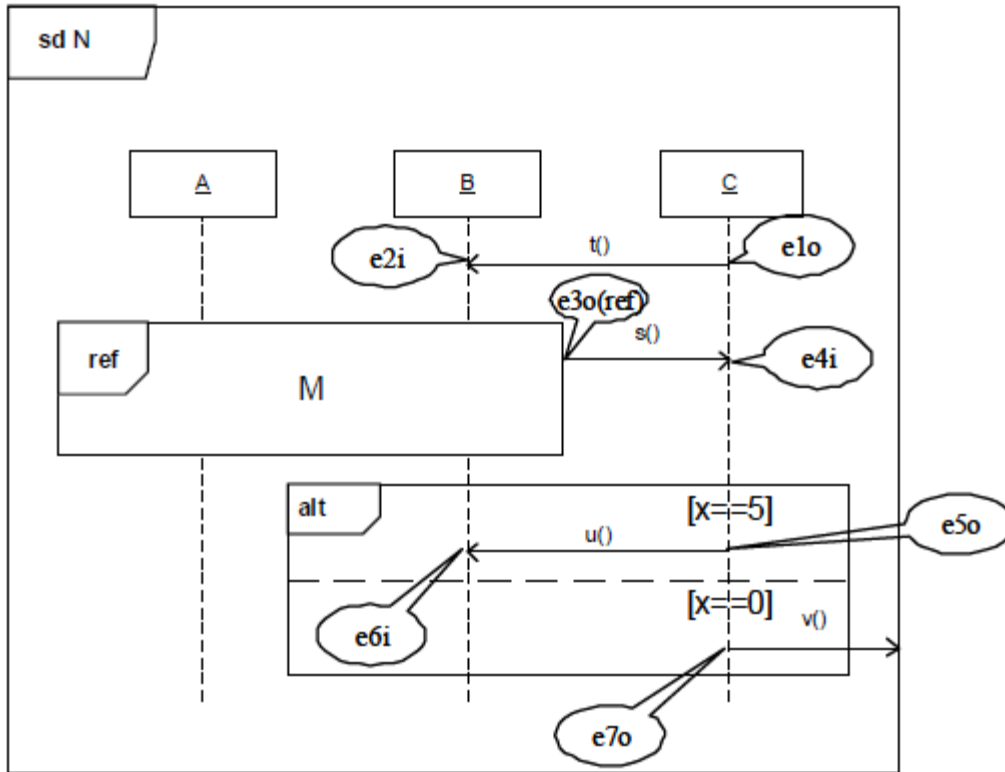 sd N
A
B
C
t()
e2i
e1o
e3o(ref)
s()
ref
M
e4i
alt
[x==5]
u()
e5o
[x==0]
v()
e6i
e7o